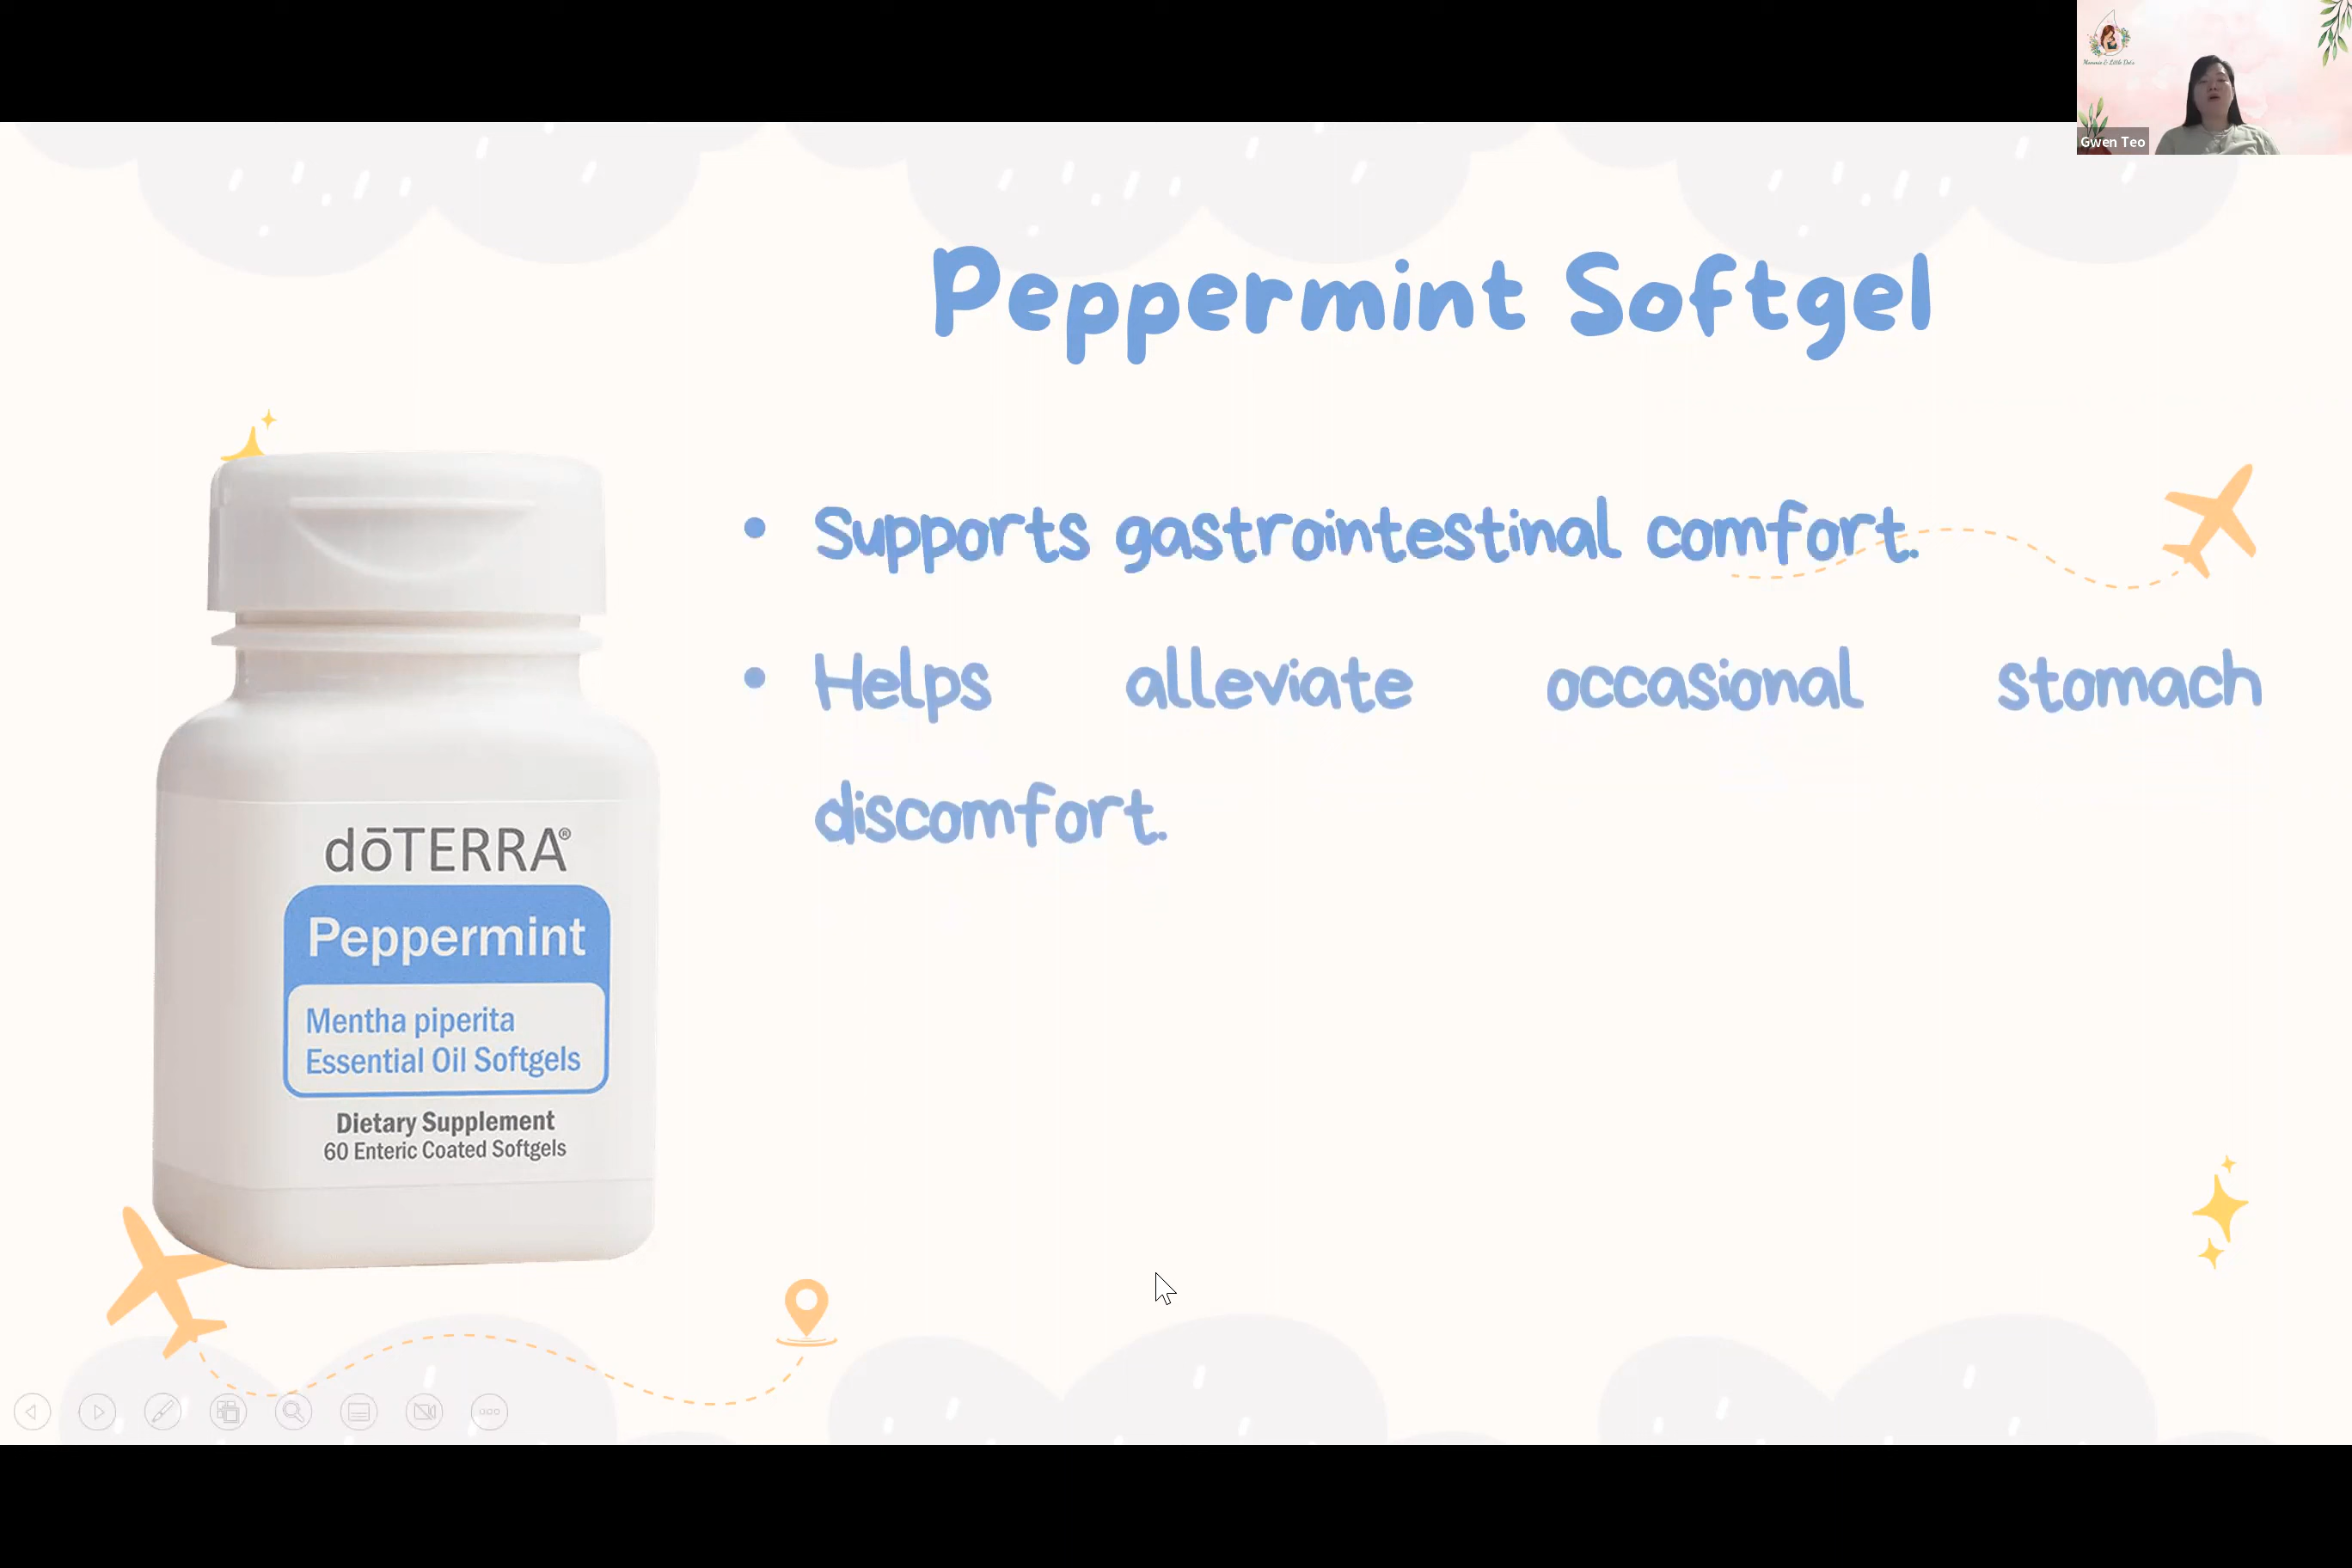 Gwen Teo
Peppermint Softgel
• Supports gastrointestinal comfort.
• Helps alleviate occasional stomach
discomfort.
dōTERRA®
Peppermint
Mentha piperita
Essential Oil Softgels
Dietary Supplement
60 Enteric Coated Softgels